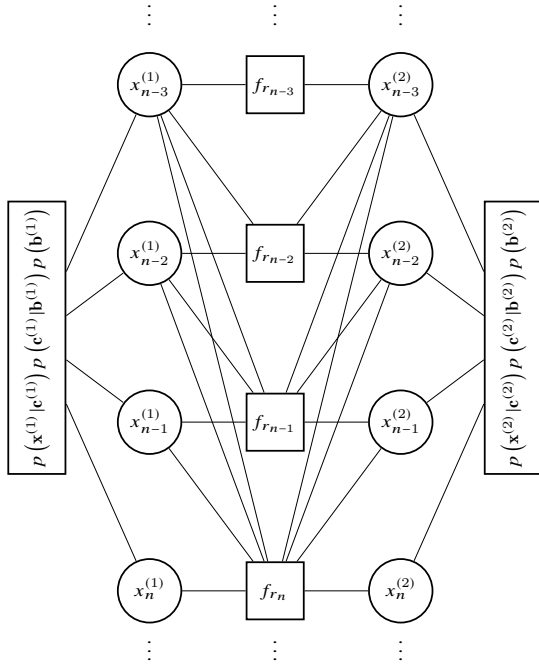 ⋮ ⋮ ⋮
x_{n-3}^{(1)} f_{r_{n-3}} x_{n-3}^{(2)}
x_{n-2}^{(1)} f_{r_{n-2}} x_{n-2}^{(2)}
p(𝐱^{(1)}|𝐜^{(1)}) p(𝐜^{(1)}|𝐛^{(1)}) p(𝐛^{(1)})
p(𝐱^{(2)}|𝐜^{(2)}) p(𝐜^{(2)}|𝐛^{(2)}) p(𝐛^{(2)})
x_{n-1}^{(1)} f_{r_{n-1}} x_{n-1}^{(2)}
x_n^{(1)} f_{r_n} x_n^{(2)}
⋮ ⋮ ⋮